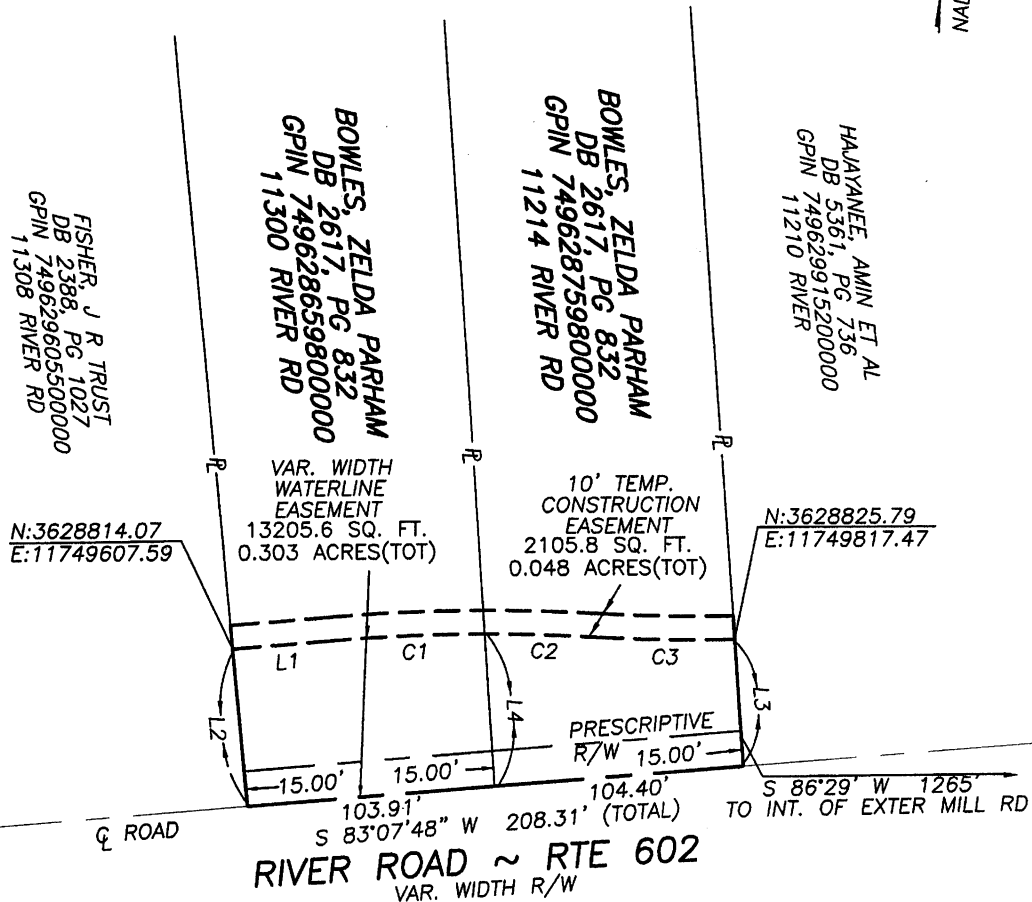 NAD
FISHER, J R TRUST
DB 2388, PG 1027
GPIN 749629605500000
11308 RIVER RD
BOWLES, ZELDA PARHAM
DB 2617, PG 832
GPIN 749628659800000
11300 RIVER RD
BOWLES, ZELDA PARHAM
DB 2617, PG 832
GPIN 749628759800000
11214 RIVER RD
HAJAYANEE, AMIN ET AL
DB 5361, PG 736
GPIN 749629915200000
11210 RIVER
PL
PL
PL
VAR. WIDTH
WATERLINE
EASEMENT
13205.6 SQ. FT.
0.303 ACRES(TOT)
10' TEMP.
CONSTRUCTION
EASEMENT
2105.8 SQ. FT.
0.048 ACRES(TOT)
N:3628814.07
E:11749607.59
N:3628825.79
E:11749817.47
L1
C1
C2
C3
L2
L4
L3
PRESCRIPTIVE
R/W
15.00'
15.00'
15.00'
103.91'
104.40'
S 83°07'48" W 208.31' (TOTAL)
S 86°29' W 1265'
TO INT. OF EXTER MILL RD
CL ROAD
RIVER ROAD ~ RTE 602
VAR. WIDTH R/W